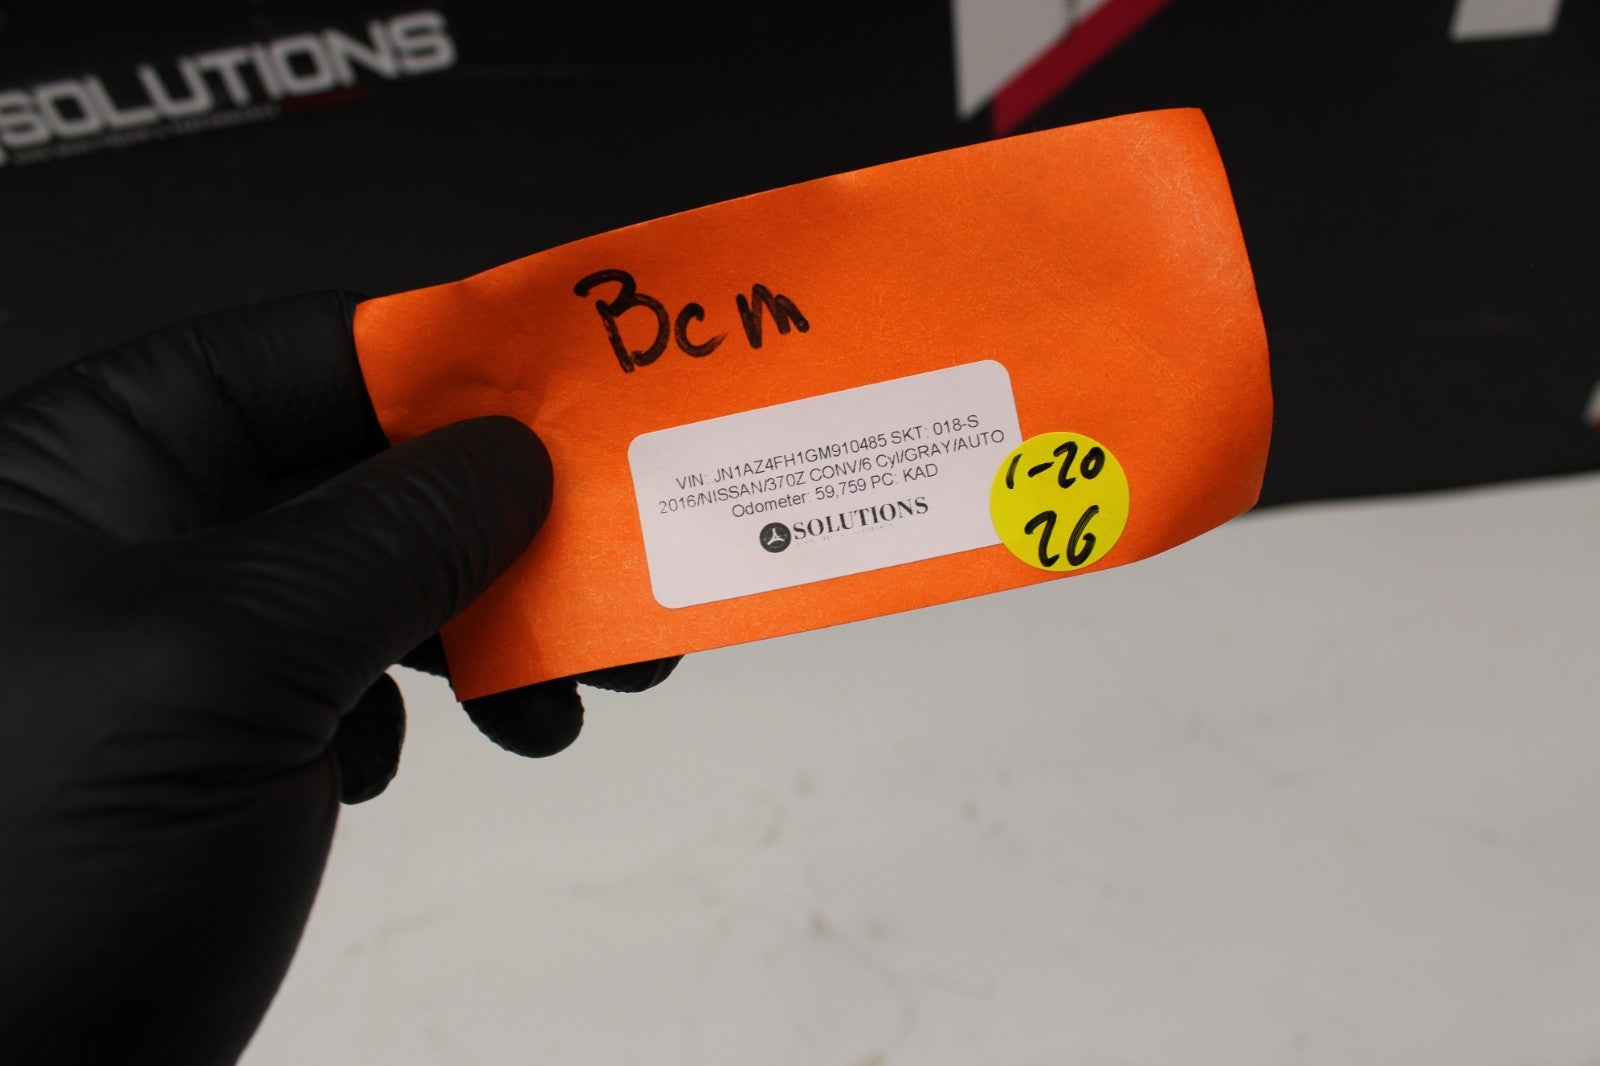 SOLUTIONS
Bcm
VIN: JN1AZ4FH1GM910485 SKT: 018-S
2016/NISSAN/370Z CONV/6 Cyl/GRAY/AUTO
Odometer: 59,759 PC: KAD
SOLUTIONS
1-20
26